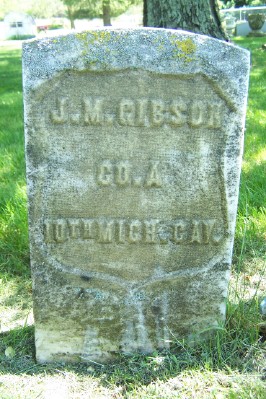 J.M. GIBSON
CO. A
10TH MICH. CAV.